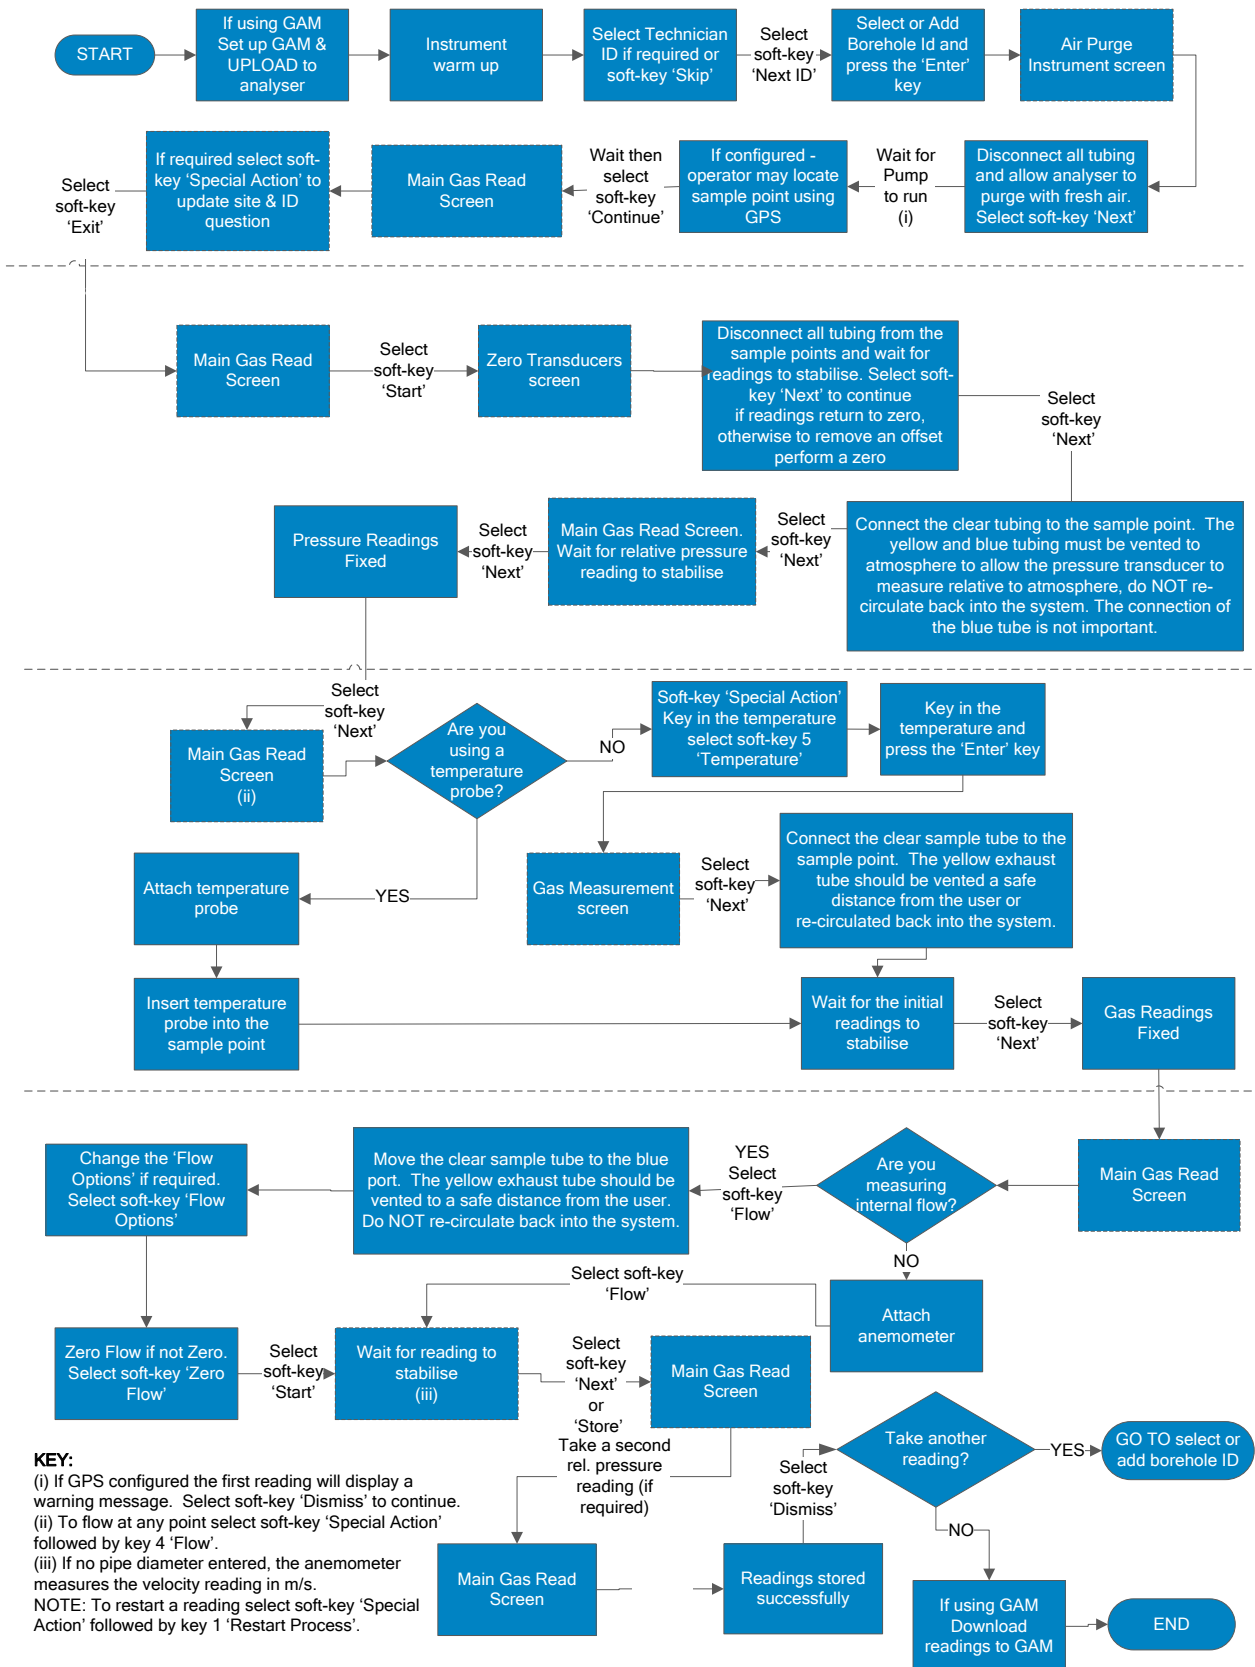 START
If using GAM
Set up GAM &
UPLOAD to
analyser
Instrument
warm up
Select Technician
ID if required or
soft-key ‘Skip’
Select
soft-key
‘Next ID’
Select or Add
Borehole Id and
press the ‘Enter’
key
Air Purge
Instrument screen
Disconnect all tubing
and allow analyser to
purge with fresh air.
Select soft-key ‘Next’
Wait for
Pump
to run
(i)
If configured -
operator may locate
sample point using
GPS
Wait then
select
soft-key
‘Continue’
Main Gas Read
Screen
If required select soft-
key ‘Special Action’ to
update site & ID
question
Select
soft-key
‘Exit’
Main Gas Read
Screen
Select
soft-key
‘Start’
Zero Transducers
screen
Disconnect all tubing from the
sample points and wait for
readings to stabilise. Select soft-
key ‘Next’ to continue
if readings return to zero,
otherwise to remove an offset
perform a zero
Select
soft-key
‘Next’
Connect the clear tubing to the sample point.  The
yellow and blue tubing must be vented to
atmosphere to allow the pressure transducer to
measure relative to atmosphere, do NOT re-
circulate back into the system. The connection of
the blue tube is not important.
Select
soft-key
‘Next’
Main Gas Read Screen.
Wait for relative pressure
reading to stabilise
Select
soft-key
‘Next’
Pressure Readings
Fixed
Select
soft-key
‘Next’
Main Gas Read
Screen
(ii)
Are you
using a
temperature
probe?
NO
Soft-key ‘Special Action’
Key in the temperature
select soft-key 5
‘Temperature’
Key in the
temperature and
press the ‘Enter’ key
Gas Measurement
screen
Select
soft-key
‘Next’
Connect the clear sample tube to the
sample point.  The yellow exhaust
tube should be vented a safe
distance from the user or
re-circulated back into the system.
YES
Attach temperature
probe
Insert temperature
probe into the
sample point
Wait for the initial
readings to
stabilise
Select
soft-key
‘Next’
Gas Readings
Fixed
Main Gas Read
Screen
Are you
measuring
internal flow?
YES
Select
soft-key
‘Flow’
Move the clear sample tube to the blue
port.  The yellow exhaust tube should be
vented to a safe distance from the user.
Do NOT re-circulate back into the system.
Change the ‘Flow
Options’ if required.
Select soft-key ‘Flow
Options’
NO
Attach
anemometer
Select soft-key
‘Flow’
Zero Flow if not Zero.
Select soft-key ‘Zero
Flow’
Select
soft-key
‘Start’
Wait for reading to
stabilise
(iii)
Select
soft-key
‘Next’
or
‘Store’
Main Gas Read
Screen
Take a second
rel. pressure
reading (if
required)
Main Gas Read
Screen
Readings stored
successfully
Select
soft-key
‘Dismiss’
Take another
reading?
YES
GO TO select or
add borehole ID
NO
If using GAM
Download
readings to GAM
END
KEY:
(i) If GPS configured the first reading will display a
warning message.  Select soft-key ‘Dismiss’ to continue.
(ii) To flow at any point select soft-key ‘Special Action’
followed by key 4 ‘Flow’.
(iii) If no pipe diameter entered, the anemometer
measures the velocity reading in m/s.
NOTE: To restart a reading select soft-key ‘Special
Action’ followed by key 1 ‘Restart Process’.